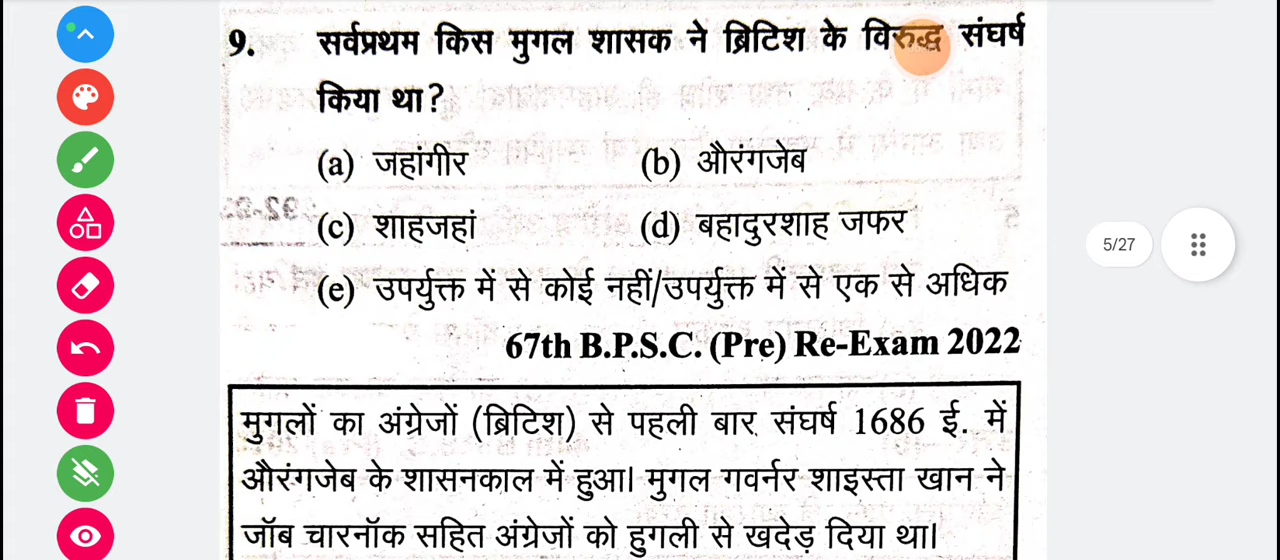 9. सर्वप्रथम किस मुगल शासक ने ब्रिटिश के विरुद्ध संघर्ष
किया था?
(a) जहांगीर (b) औरंगजेब
(c) शाहजहां (d) बहादुरशाह जफर
(e) उपर्युक्त में से कोई नहीं/उपर्युक्त में से एक से अधिक
67th B.P.S.C. (Pre) Re-Exam 2022
मुगलों का अंग्रेजों (ब्रिटिश) से पहली बार संघर्ष 1686 ई. में
औरंगजेब के शासनकाल में हुआ। मुगल गवर्नर शाइस्ता खान ने
जॉब चारनॉक सहित अंग्रेजों को हुगली से खदेड़ दिया था।
5/27